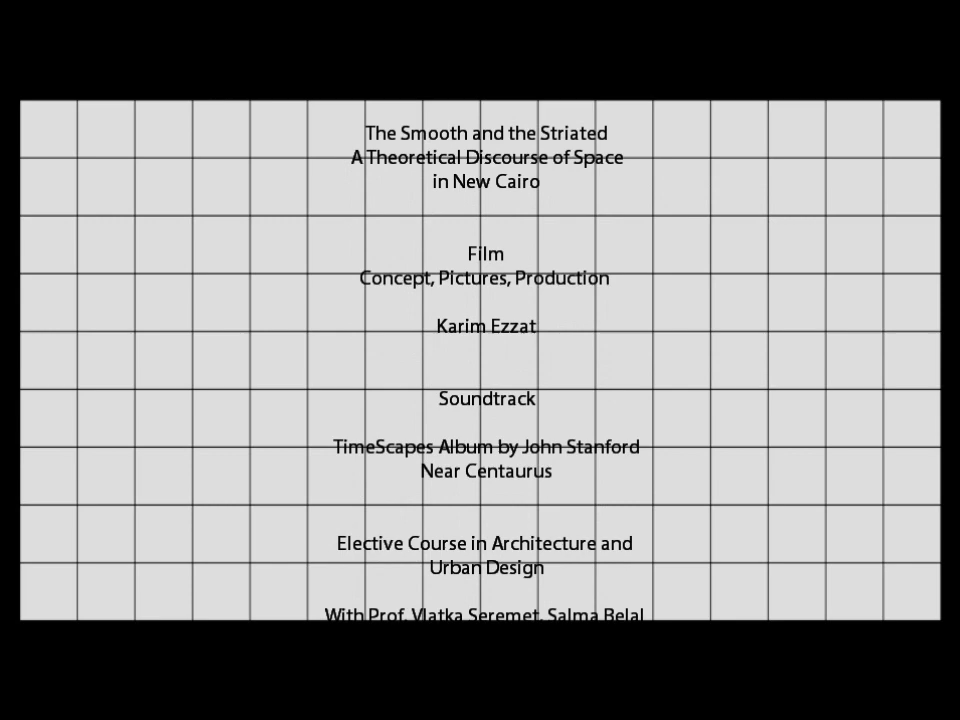 The Smooth and the Striated
A Theoretical Discourse of Space
in New Cairo
Film
Concept, Pictures, Production
Karim Ezzat
Soundtrack
TimeScapes Album by John Stanford
Near Centaurus
Elective Course in Architecture and
Urban Design
With Prof. Vlatka Seremet, Salma Belal